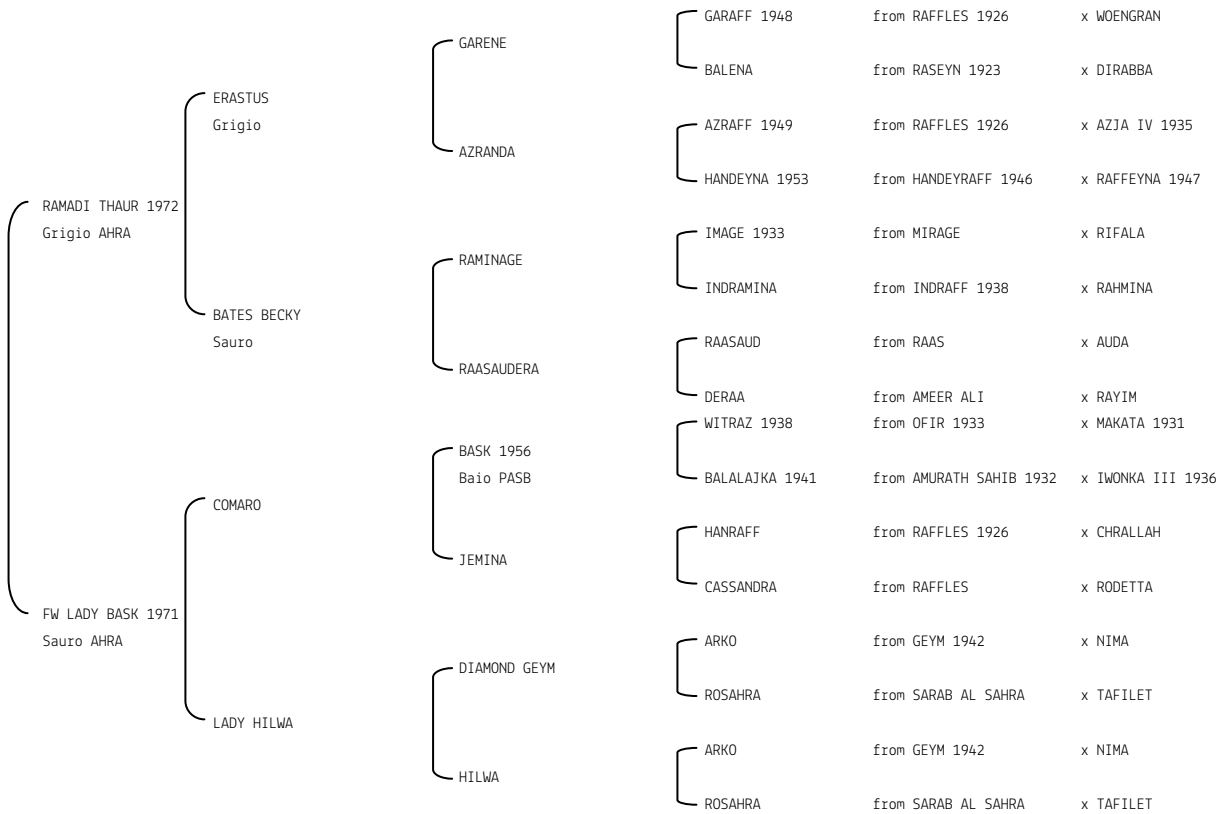 GARAFF 1948 from RAFFLES 1926 x WOENGRAN
GARENE
BALENA from RASEYN 1923 x DIRABBA
ERASTUS
Grigio AZRAFF 1949 from RAFFLES 1926 x AZJA IV 1935
AZRANDA
HANDEYNA 1953 from HANDEYRAFF 1946 x RAFFEYNA 1947
RAMADI THAUR 1972
Grigio AHRA IMAGE 1933 from MIRAGE x RIFALA
RAMINAGE
INDRAMINA from INDRAFF 1938 x RAHMINA
BATES BECKY
Sauro RAASAUD from RAAS x AUDA
RAASAUDERA
DERAA from AMEER ALI x RAYIM
WITRAZ 1938 from OFIR 1933 x MAKATA 1931
BASK 1956
Baio PASB BALALAJKA 1941 from AMURATH SAHIB 1932 x IWONKA III 1936
COMARO
HANRAFF from RAFFLES 1926 x CHRALLAH
JEMINA
CASSANDRA from RAFFLES x RODETTA
FW LADY BASK 1971
Sauro AHRA ARKO from GEYM 1942 x NIMA
DIAMOND GEYM
ROSAHRA from SARAB AL SAHRA x TAFILET
LADY HILWA
ARKO from GEYM 1942 x NIMA
HILWA
ROSAHRA from SARAB AL SAHRA x TAFILET